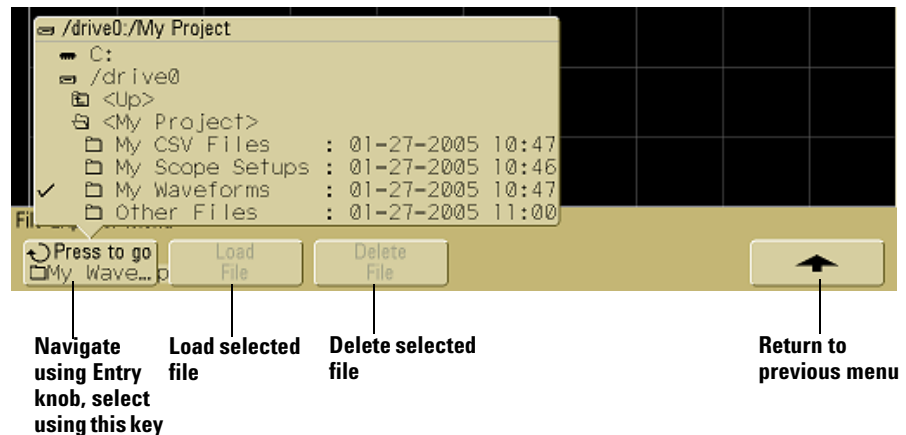 /drive0:/My Project
C:
/drive0
<Up>
<My Project>
My CSV Files : 01-27-2005 10:47
My Scope Setups : 01-27-2005 10:46
My Waveforms : 01-27-2005 10:47
Other Files : 01-27-2005 11:00
Press to go
My Wave… p
Load
File
Delete
File
Navigate
using Entry
knob, select
using this key
Load selected
file
Delete selected
file
Return to
previous menu